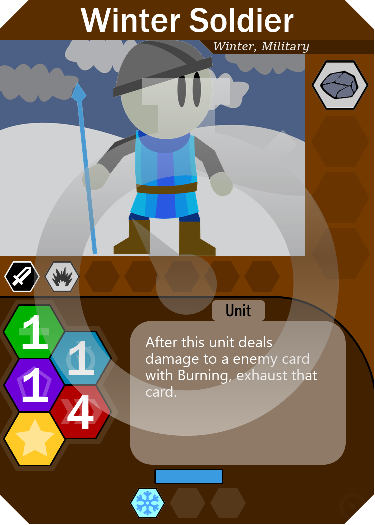 Winter Soldier
Winter, Military
Unit
After this unit deals
damage to a enemy card
with Burning, exhaust that
card.
1
1
1
4